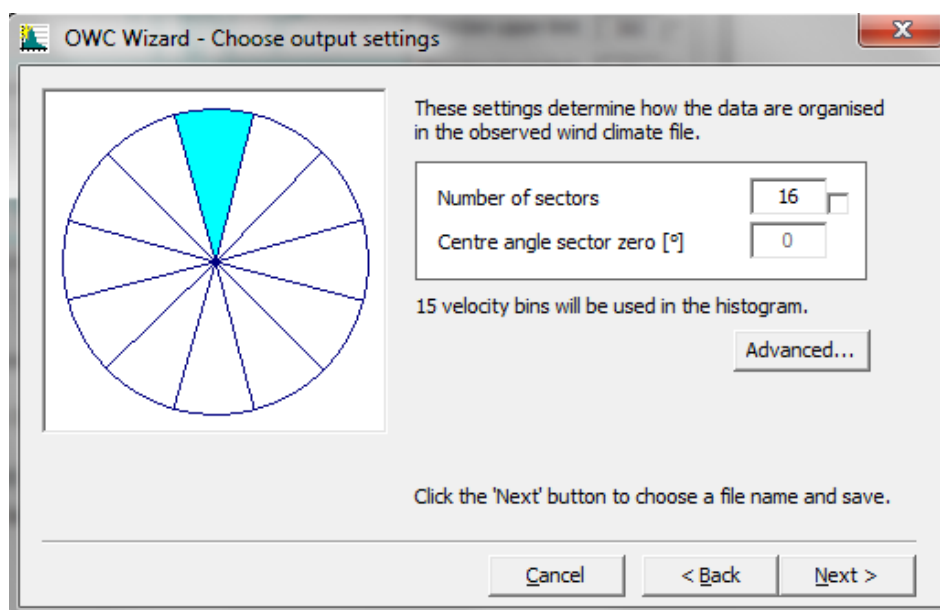 OWC Wizard - Choose output settings
These settings determine how the data are organised
in the observed wind climate file.
Number of sectors 16
Centre angle sector zero [°] 0
15 velocity bins will be used in the histogram.
Advanced...
Click the 'Next' button to choose a file name and save.
Cancel < Back Next >